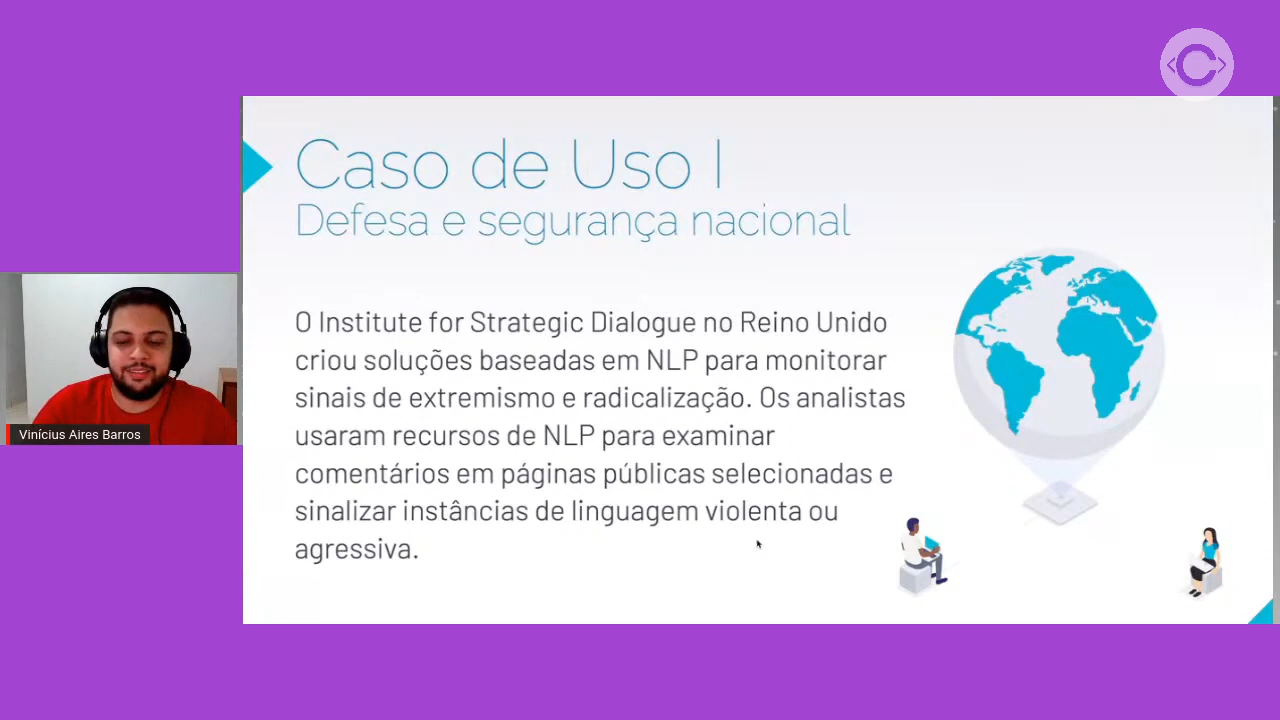 Caso de Uso I
Defesa e segurança nacional
O Institute for Strategic Dialogue no Reino Unido
criou soluções baseadas em NLP para monitorar
sinais de extremismo e radicalização. Os analistas
usaram recursos de NLP para examinar
comentários em páginas públicas selecionadas e
sinalizar instâncias de linguagem violenta ou
agressiva.
Vinícius Aires Barros